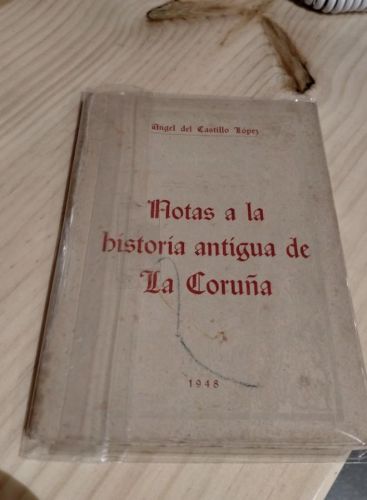 Angel del Castillo López
Notas a la
historia antigua de
La Coruña
1948